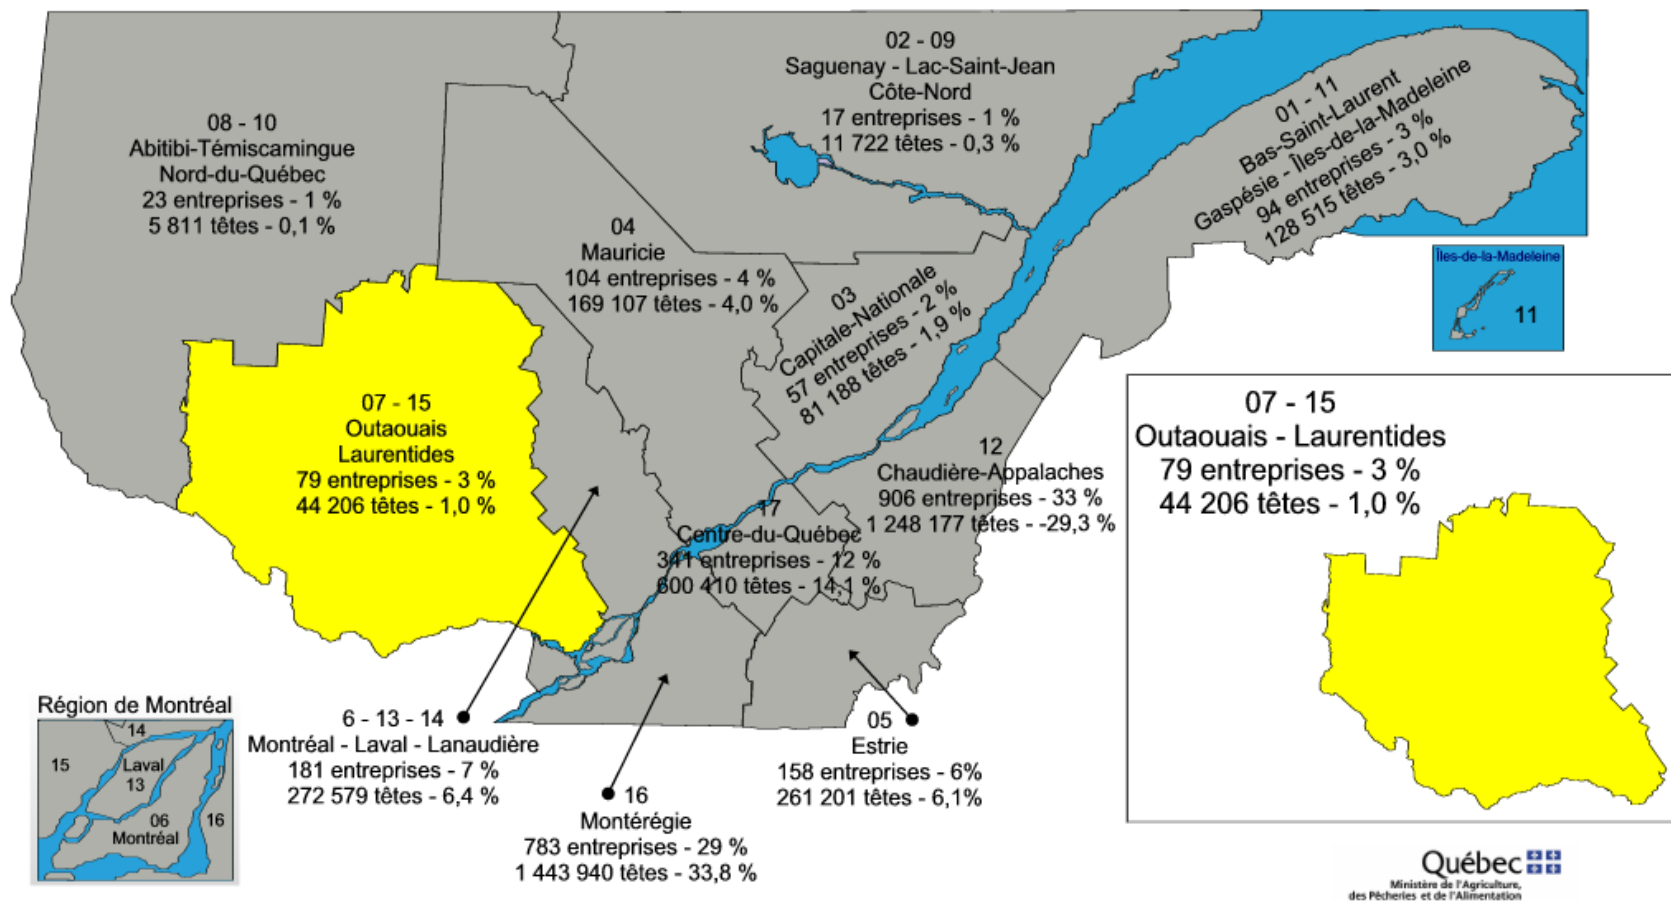 02 - 09
Saguenay - Lac-Saint-Jean
Côte-Nord
17 entreprises - 1 %
11 722 têtes - 0,3 %
01 - 11
Bas-Saint-Laurent
Gaspésie - Îles-de-la-Madeleine
94 entreprises - 3 %
128 515 têtes - 3,0 %
08 - 10
Abitibi-Témiscamingue
Nord-du-Québec
23 entreprises - 1 %
5 811 têtes - 0,1 %
04
Mauricie
104 entreprises - 4 %
169 107 têtes - 4,0 %
03
Capitale-Nationale
57 entreprises - 2 %
81 188 têtes - 1,9 %
Îles-de-la-Madeleine
11
07 - 15
Outaouais
Laurentides
79 entreprises - 3 %
44 206 têtes - 1,0 %
12
Chaudière-Appalaches
906 entreprises - 33 %
1 248 177 têtes - -29,3 %
17
Centre-du-Québec
341 entreprises - 12 %
600 410 têtes - 14,1 %
07 - 15
Outaouais - Laurentides
79 entreprises - 3 %
44 206 têtes - 1,0 %
Région de Montréal
14
15
Laval
13
06
Montréal
16
6 - 13 - 14
Montréal - Laval - Lanaudière
181 entreprises - 7 %
272 579 têtes - 6,4 %
16
Montérégie
783 entreprises - 29 %
1 443 940 têtes - 33,8 %
05
Estrie
158 entreprises - 6%
261 201 têtes - 6,1%
Québec
Ministère de l'Agriculture,
des Pêcheries et de l'Alimentation